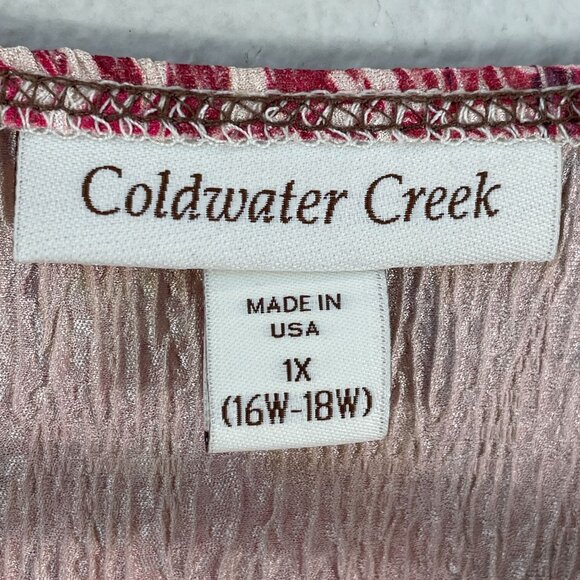 Coldwater Creek
MADE IN
USA
1X
(16W-18W)